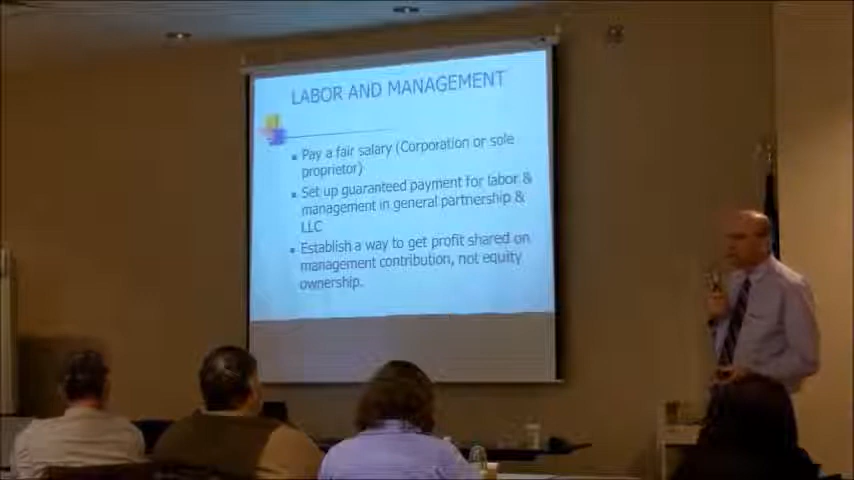 LABOR AND MANAGEMENT
Pay a fair salary (Corporation or sole
proprietor)
Set up guaranteed payment for labor &
management in general partnership &
LLC
Establish a way to get profit shared on
management contribution, not equity
ownership.